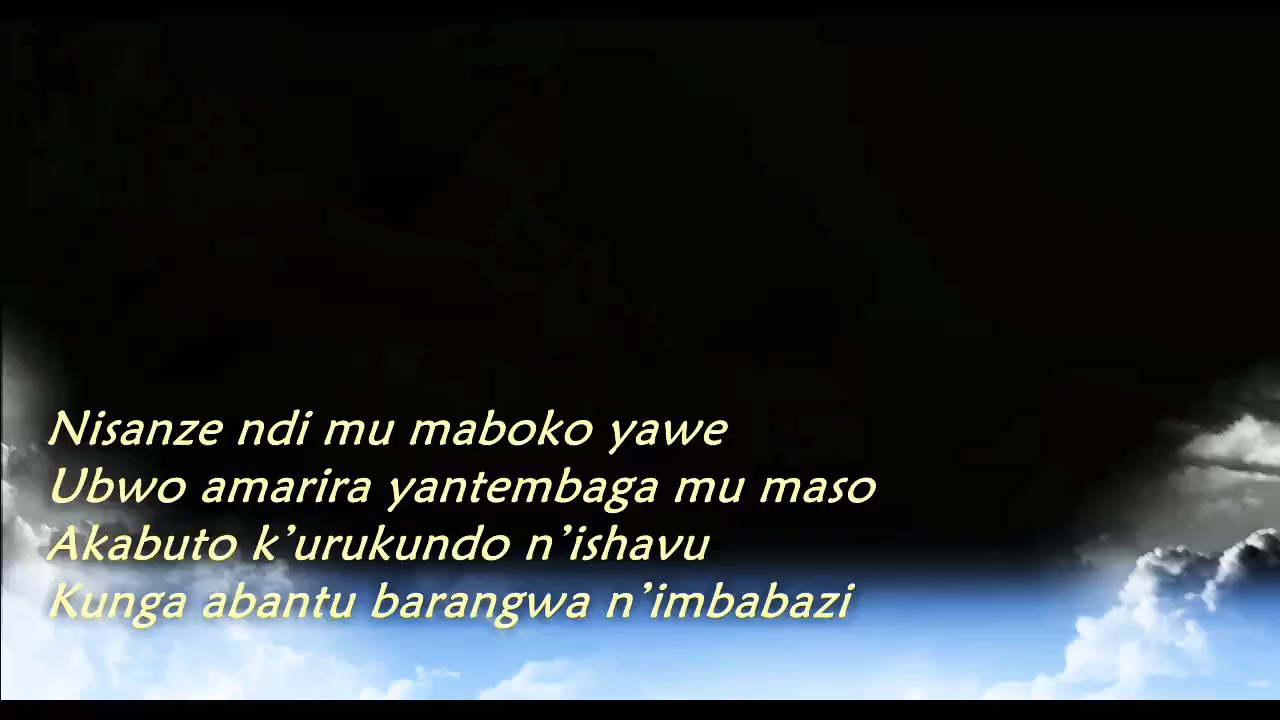 Nisanze ndi mu maboko yawe
Ubwo amarira yantembaga mu maso
Akabuto k’urukundo n’ishavu
Kunga abantu barangwa n’imbabazi